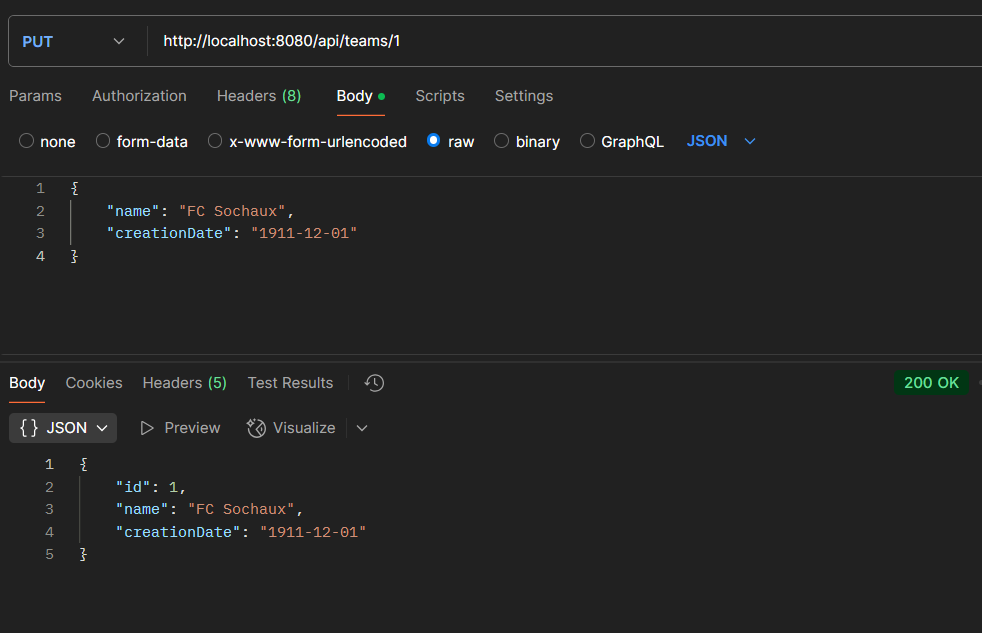 PUT http://localhost:8080/api/teams/1
Params Authorization Headers (8) Body Scripts Settings
none form-data x-www-form-urlencoded raw binary GraphQL JSON
1 {
2 "name": "FC Sochaux",
3 "creationDate": "1911-12-01"
4 }
Body Cookies Headers (5) Test Results 200 OK
{} JSON Preview Visualize
1 {
2 "id": 1,
3 "name": "FC Sochaux",
4 "creationDate": "1911-12-01"
5 }